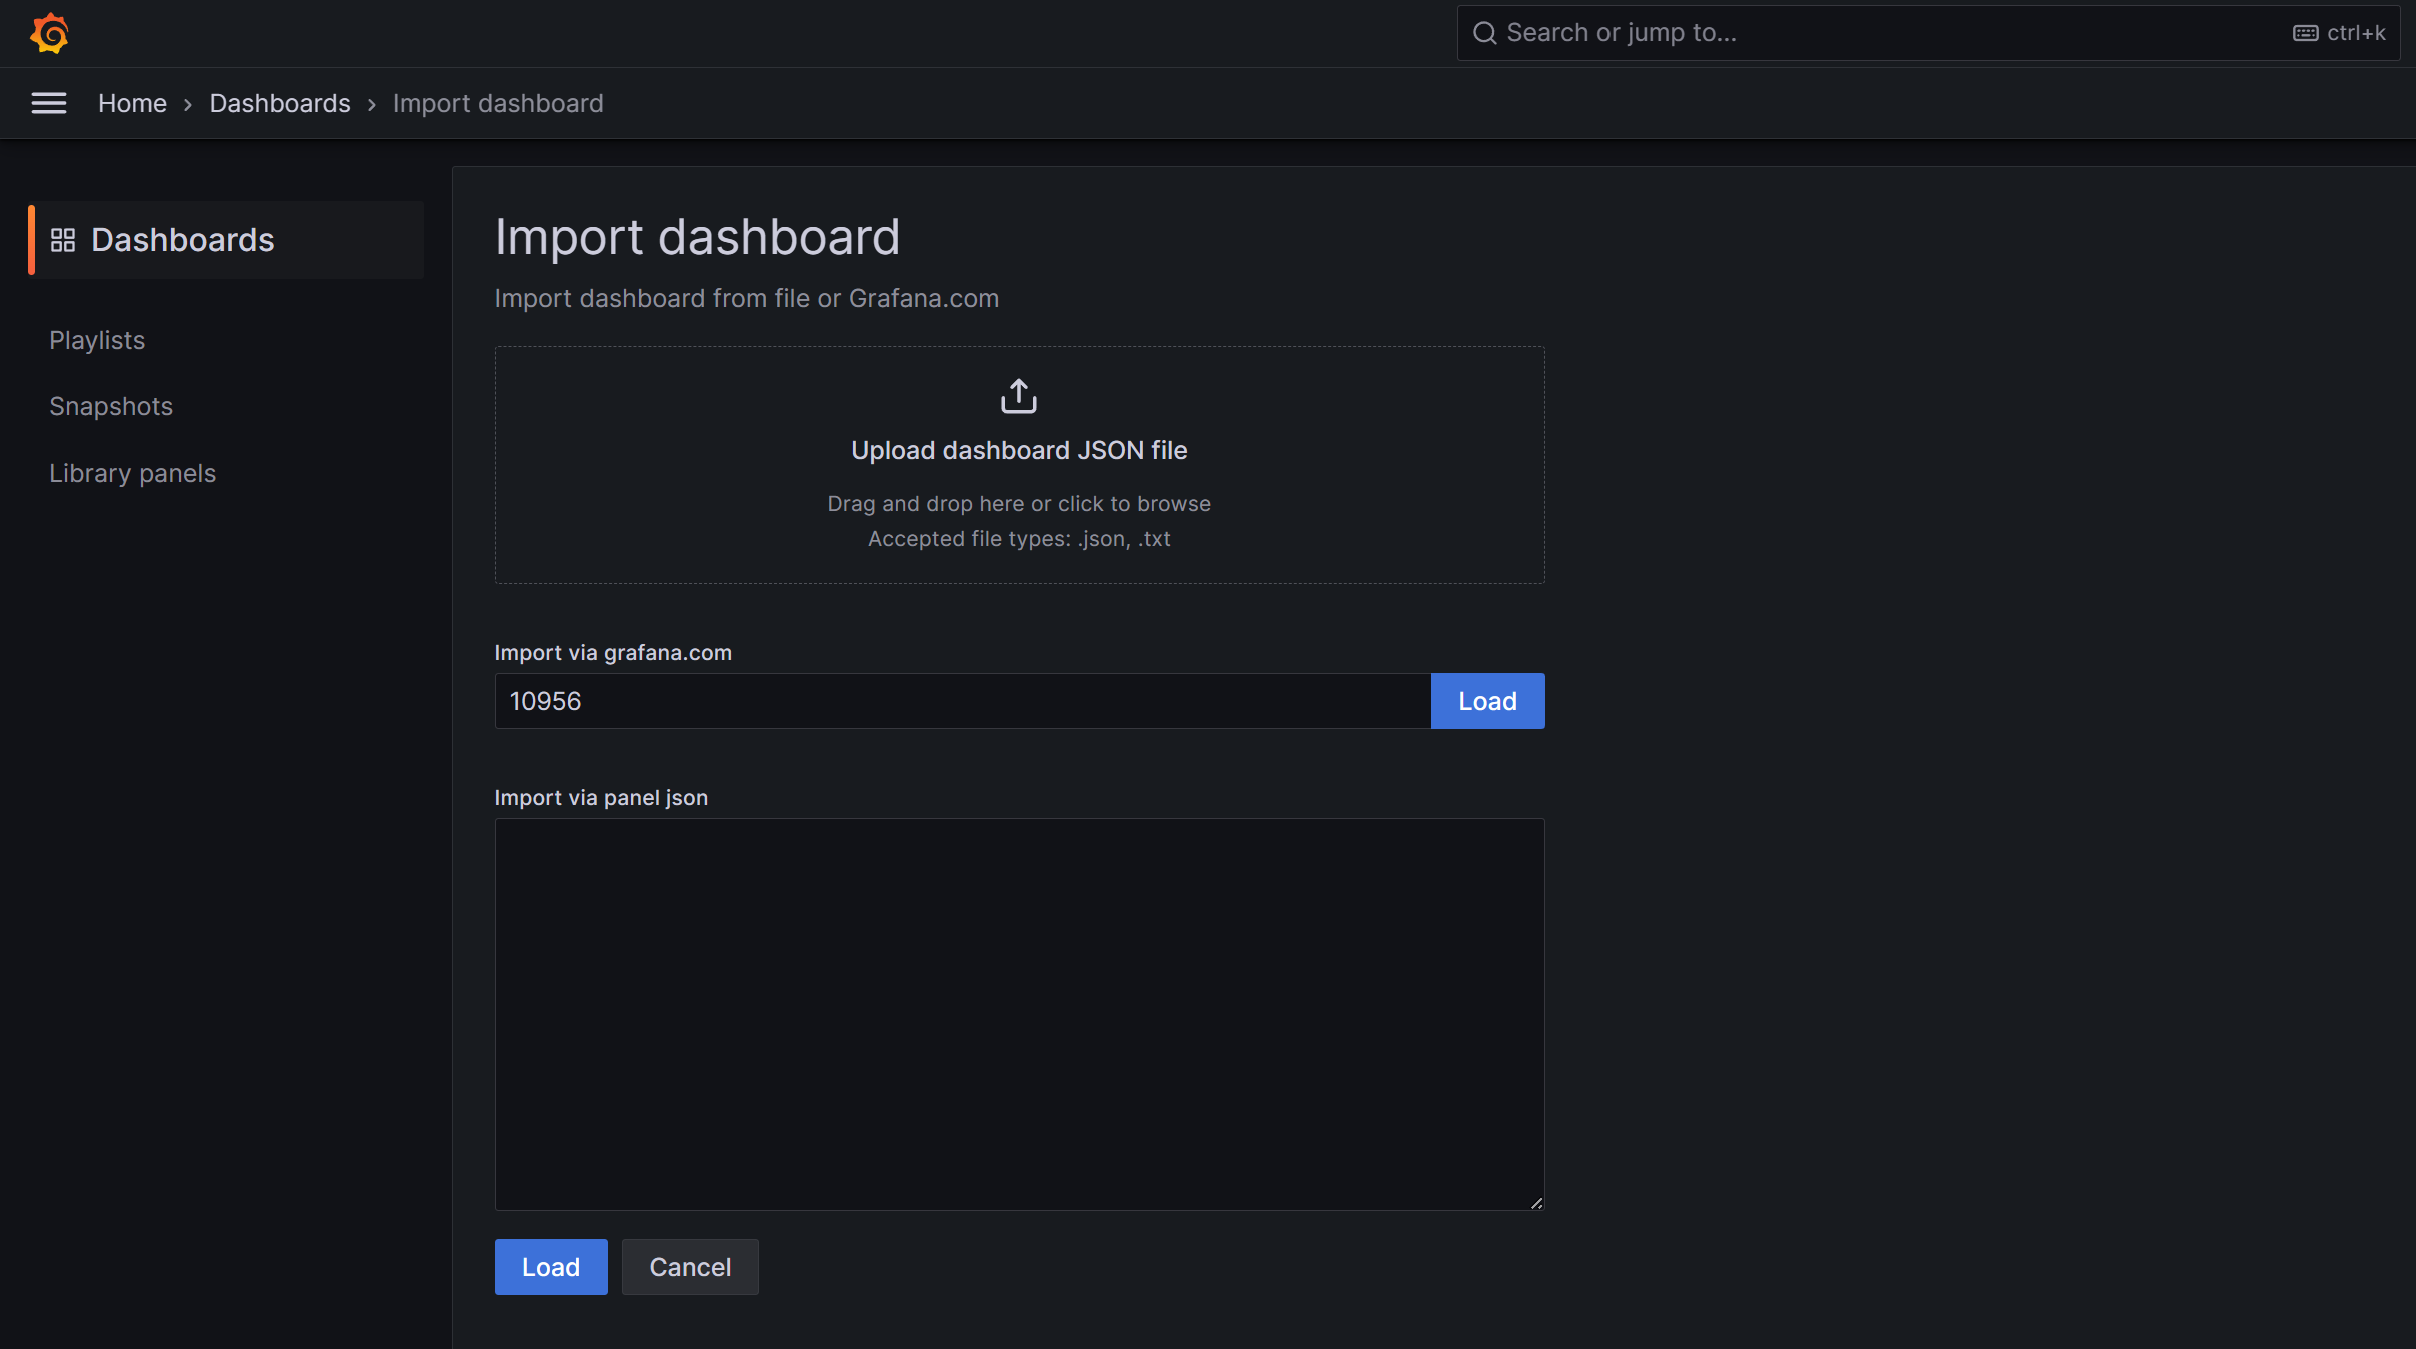 Search or jump to...
ctrl+k
Home › Dashboards › Import dashboard
Dashboards
Playlists
Snapshots
Library panels
Import dashboard
Import dashboard from file or Grafana.com
Upload dashboard JSON file
Drag and drop here or click to browse
Accepted file types: .json, .txt
Import via grafana.com
10956
Load
Import via panel json
Load
Cancel